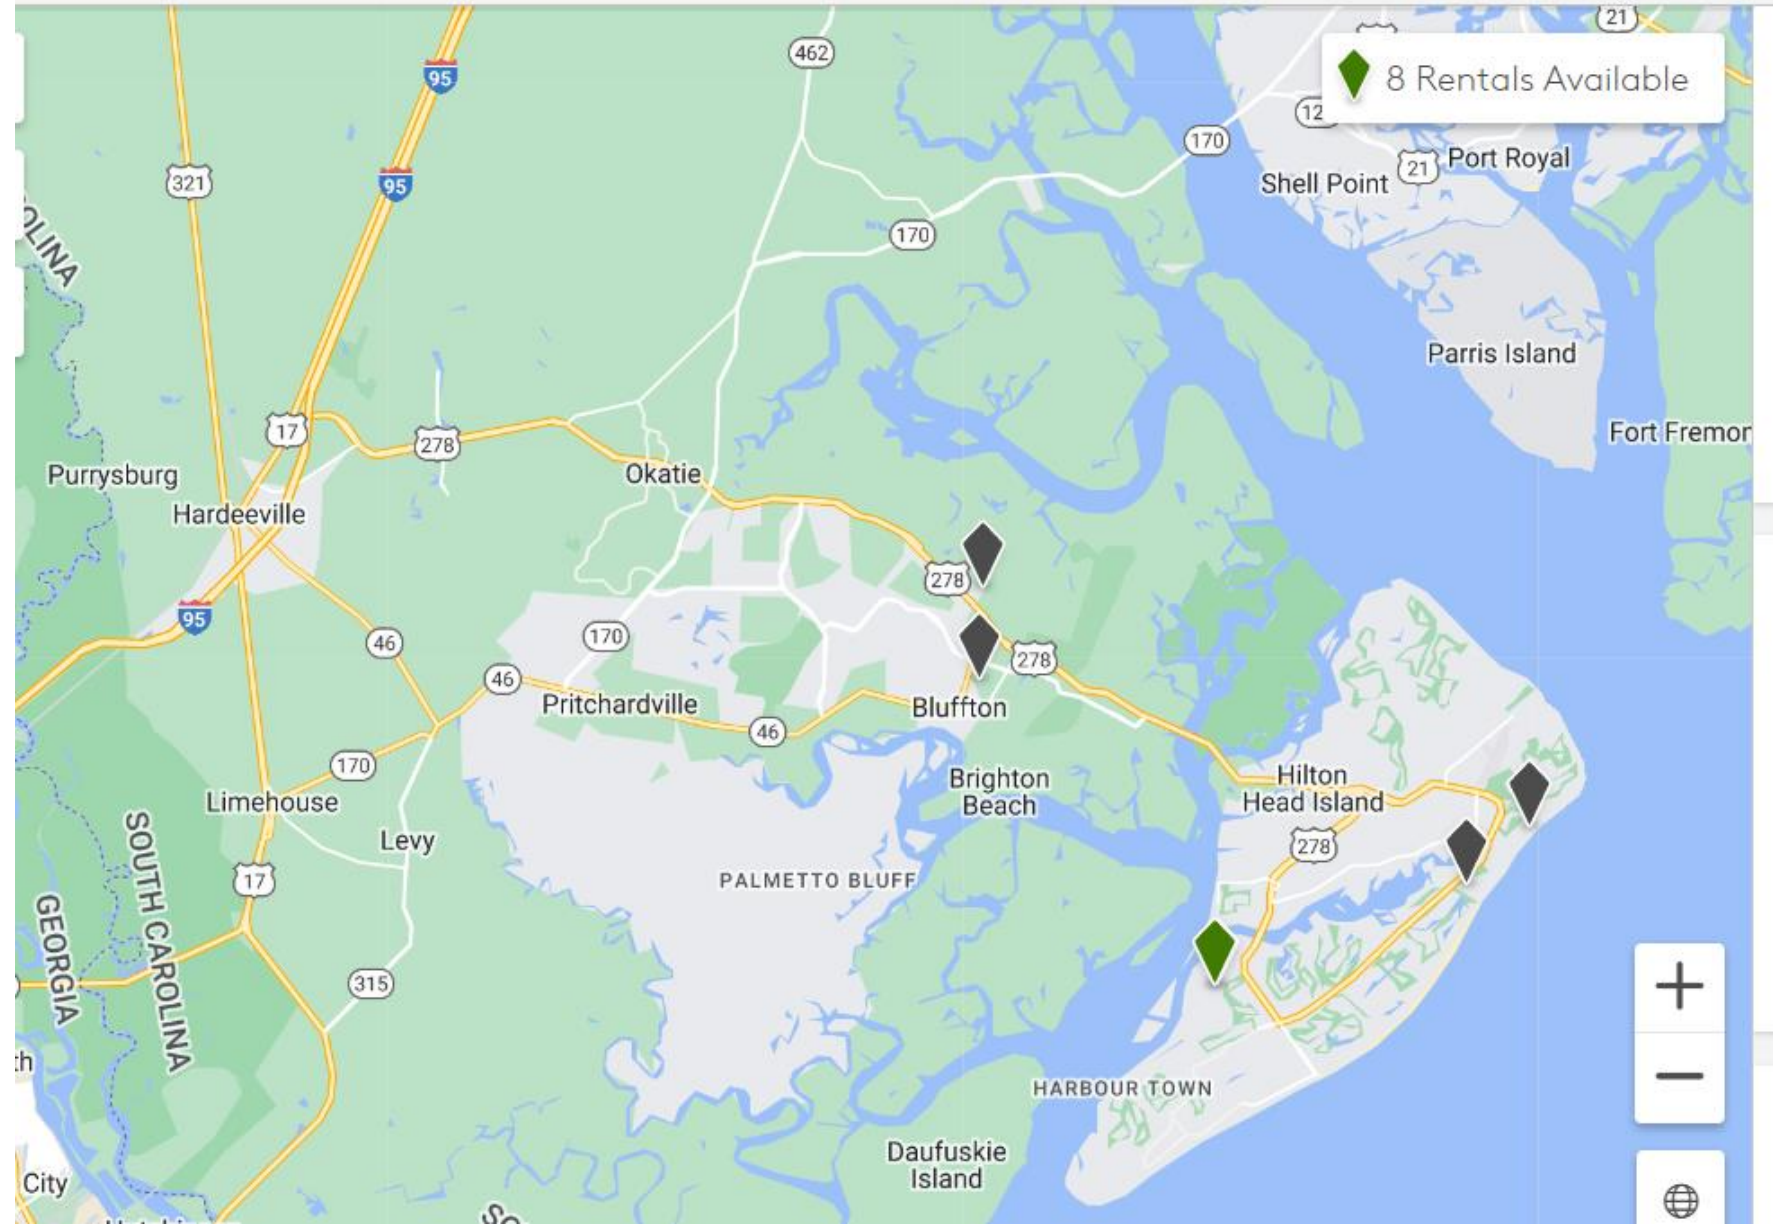 21
462
95
8 Rentals Available
12
170
21
Port Royal
321
95
Shell Point
OLINA
170
Parris Island
17
278
Fort Fremon
Purrysburg
Okatie
Hardeeville
278
95
46
170
278
46
Pritchardville
Bluffton
46
170
Brighton
Beach
Hilton
Head Island
Limehouse
Levy
278
17
PALMETTO BLUFF
SOUTH CAROLINA
GEORGIA
315
th
HARBOUR TOWN
Daufuskie
Island
City